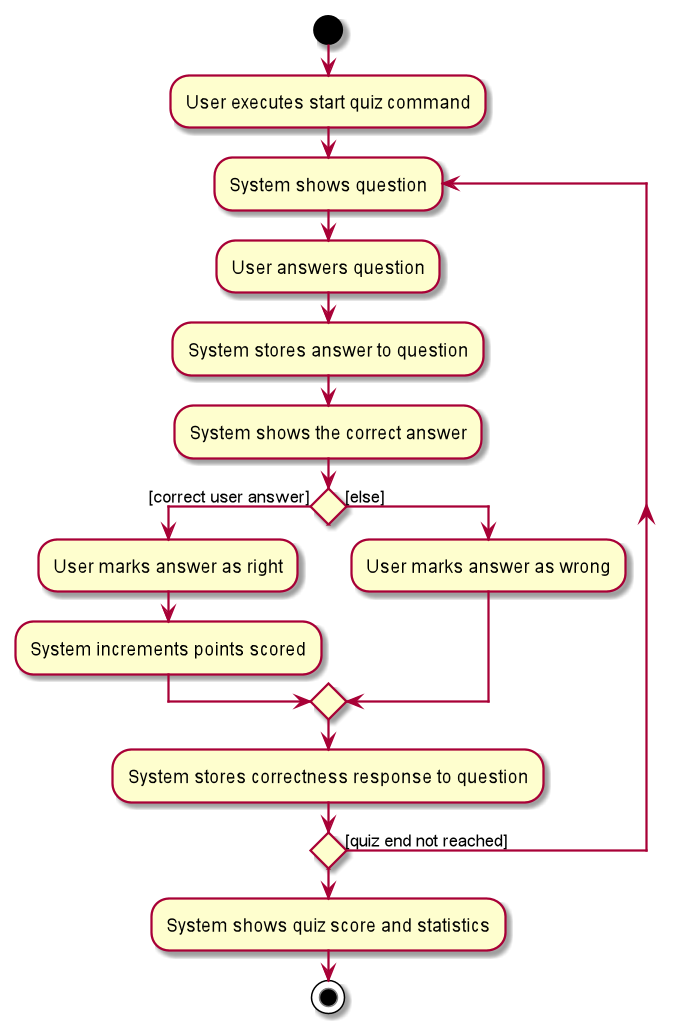 User executes start quiz command
System shows question
User answers question
System stores answer to question
System shows the correct answer
[correct user answer]
[else]
User marks answer as right
User marks answer as wrong
System increments points scored
System stores correctness response to question
[quiz end not reached]
System shows quiz score and statistics